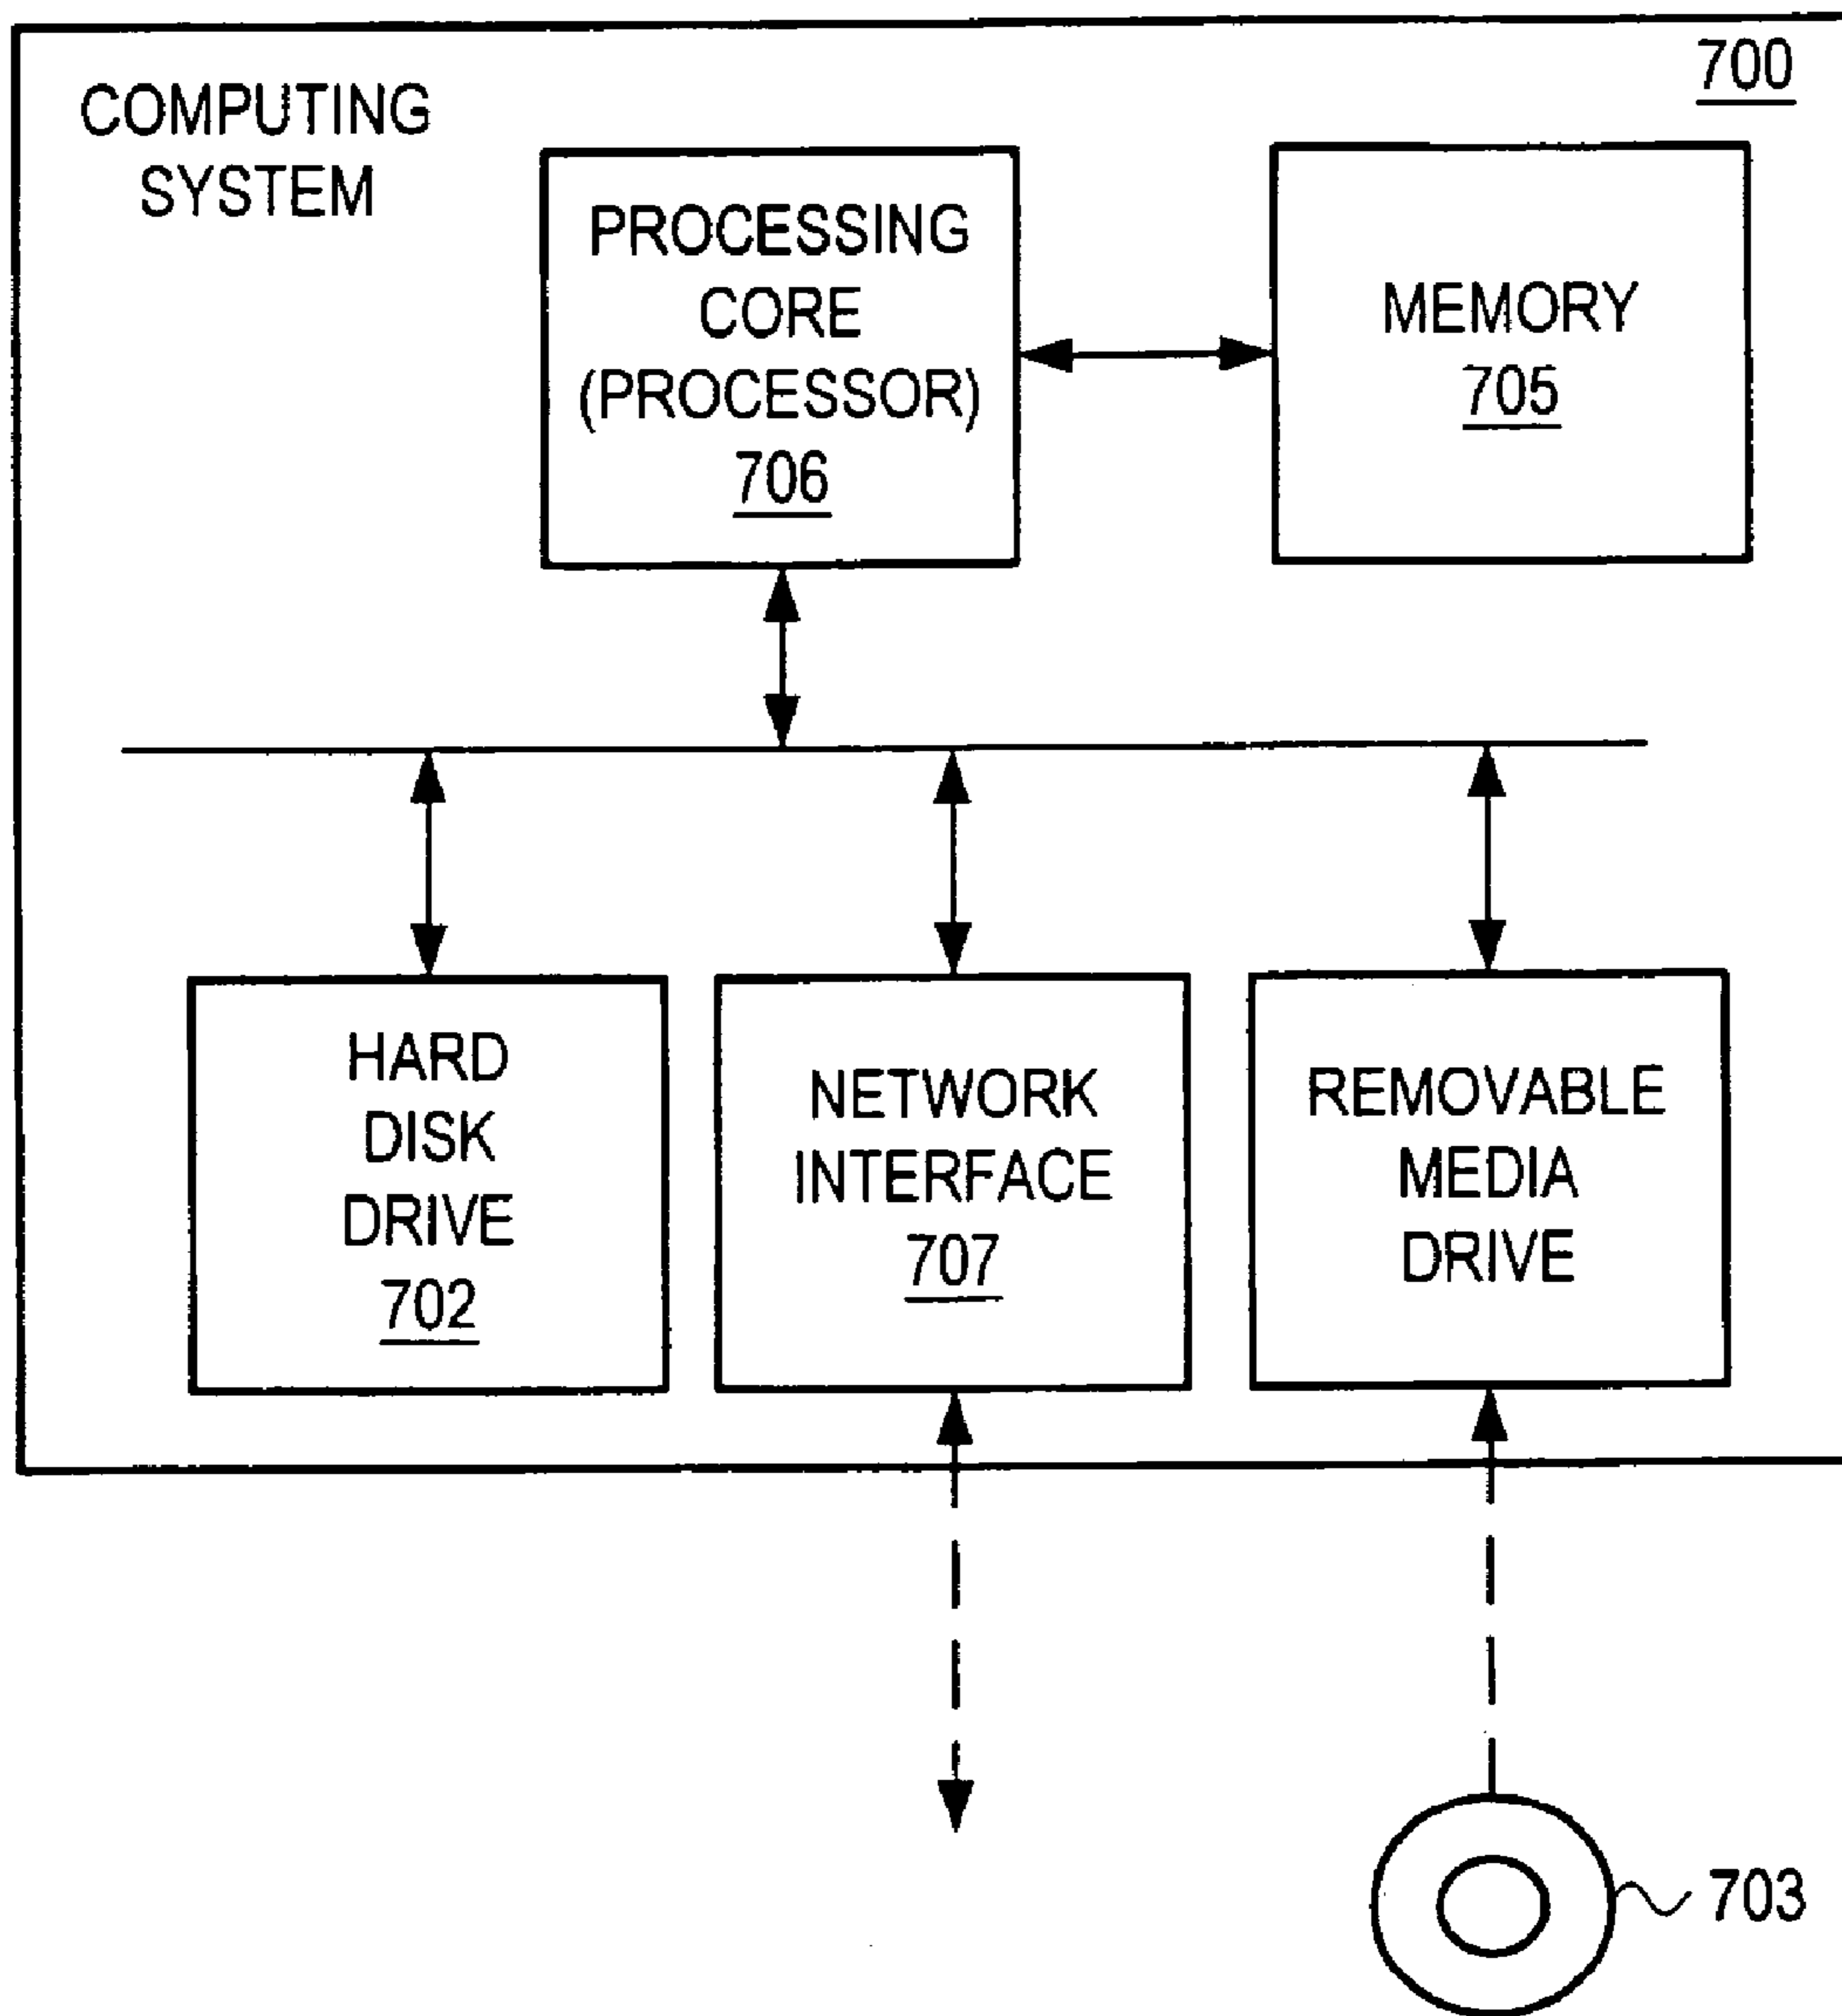 700
COMPUTING
SYSTEM
PROCESSING
CORE
(PROCESSOR)
706
MEMORY
705
HARD
DISK
DRIVE
702
NETWORK
INTERFACE
707
REMOVABLE
MEDIA
DRIVE
703